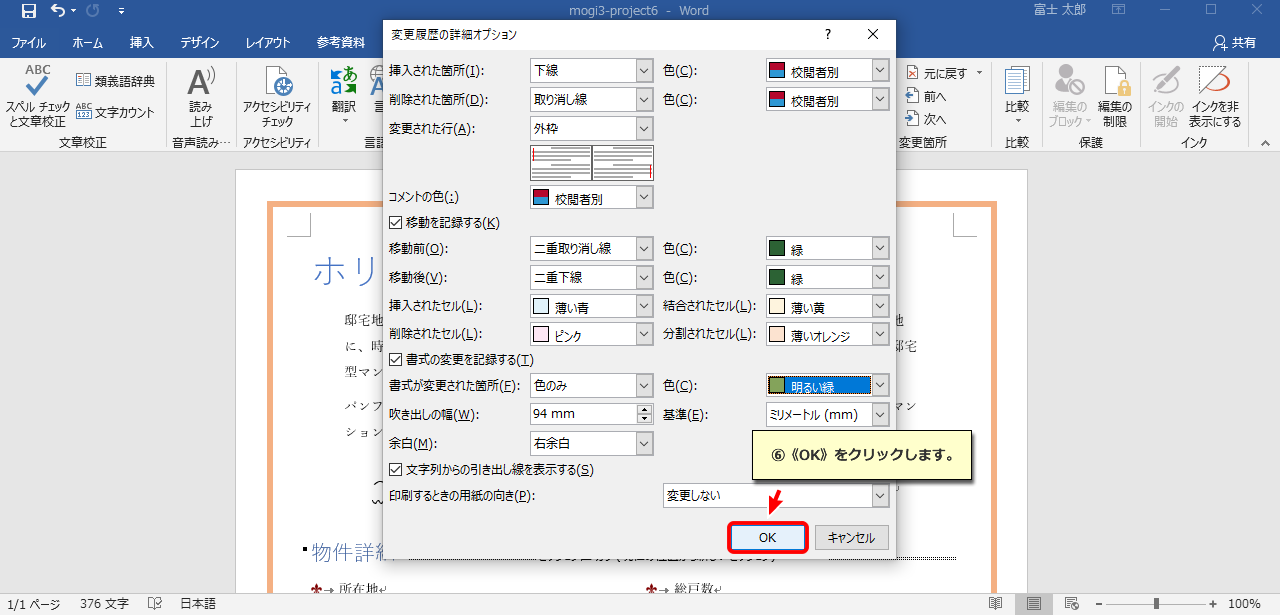 mogi3-project6 - Word
富士 太郎
ファイル ホーム 挿入 デザイン レイアウト 参考資料
共有
ABC
スペル チェックと文章校正
類義語辞典
ABC 123 文字カウント
文章校正
読み上げ
音声読み…
アクセシビリティ チェック
アクセシビリティ
翻訳
言語
元に戻す
前へ
次へ
変更箇所
比較
比較
編集のブロック
編集の制限
保護
インクの開始
インクを非表示にする
インク
変更履歴の詳細オプション ?
挿入された箇所(I): 下線 色(C): 校閲者別
削除された箇所(D): 取り消し線 色(C): 校閲者別
変更された行(A): 外枠
コメントの色(:) 校閲者別
移動を記録する(K)
移動前(O): 二重取り消し線 色(C): 緑
移動後(V): 二重下線 色(C): 緑
挿入されたセル(L): 薄い青 結合されたセル(L): 薄い黄
削除されたセル(L): ピンク 分割されたセル(L): 薄いオレンジ
書式の変更を記録する(T)
書式が変更された箇所(F): 色のみ 色(C): 明るい緑
吹き出しの幅(W): 94 mm 基準(E): ミリメートル (mm)
余白(M): 右余白
文字列からの引き出し線を表示する(S)
印刷するときの用紙の向き(P): 変更しない
OK キャンセル
⑥《OK》をクリックします。
ホリ
邸宅地
地
に、時
邸宅
型マン
パンフ
マン
ション
物件詳細
所在地
総戸数
1/1 ページ 376 文字 日本語
100%